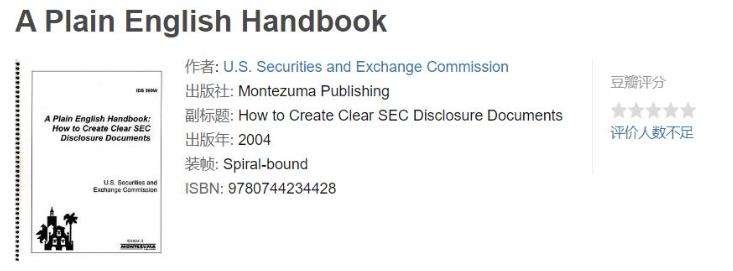 A Plain English Handbook
IDS 399W
A Plain English Handbook:
How to Create Clear SEC
Disclosure Documents
U.S. Securities and
Exchange Commission
MONTEZUMA
作者: U.S. Securities and Exchange Commission
出版社: Montezuma Publishing
副标题: How to Create Clear SEC Disclosure Documents
出版年: 2004
装帧: Spiral-bound
ISBN: 9780744234428
豆瓣评分
评价人数不足